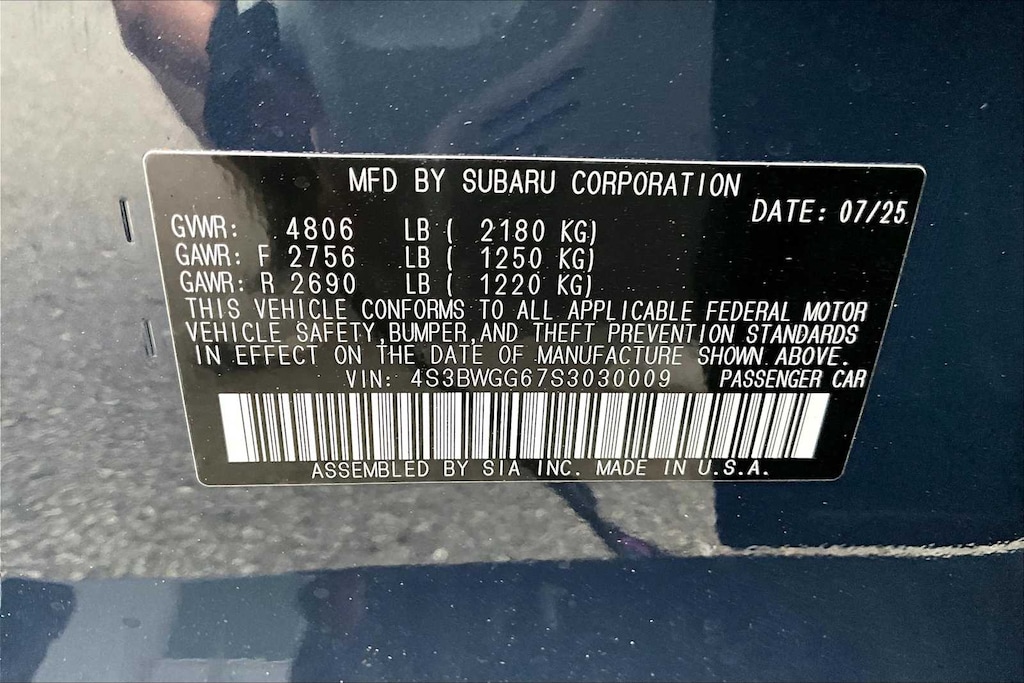 MFD BY SUBARU CORPORATION
DATE: 07/25
GVWR: 4806 LB ( 2180 KG)
GAWR: F 2756 LB ( 1250 KG)
GAWR: R 2690 LB ( 1220 KG)
THIS VEHICLE CONFORMS TO ALL APPLICABLE FEDERAL MOTOR
VEHICLE SAFETY,BUMPER,AND THEFT PREVENTION STANDARDS
IN EFFECT ON THE DATE OF MANUFACTURE SHOWN ABOVE.
VIN: 4S3BWGG67S3030009 PASSENGER CAR
ASSEMBLED BY SIA INC. MADE IN U.S.A.